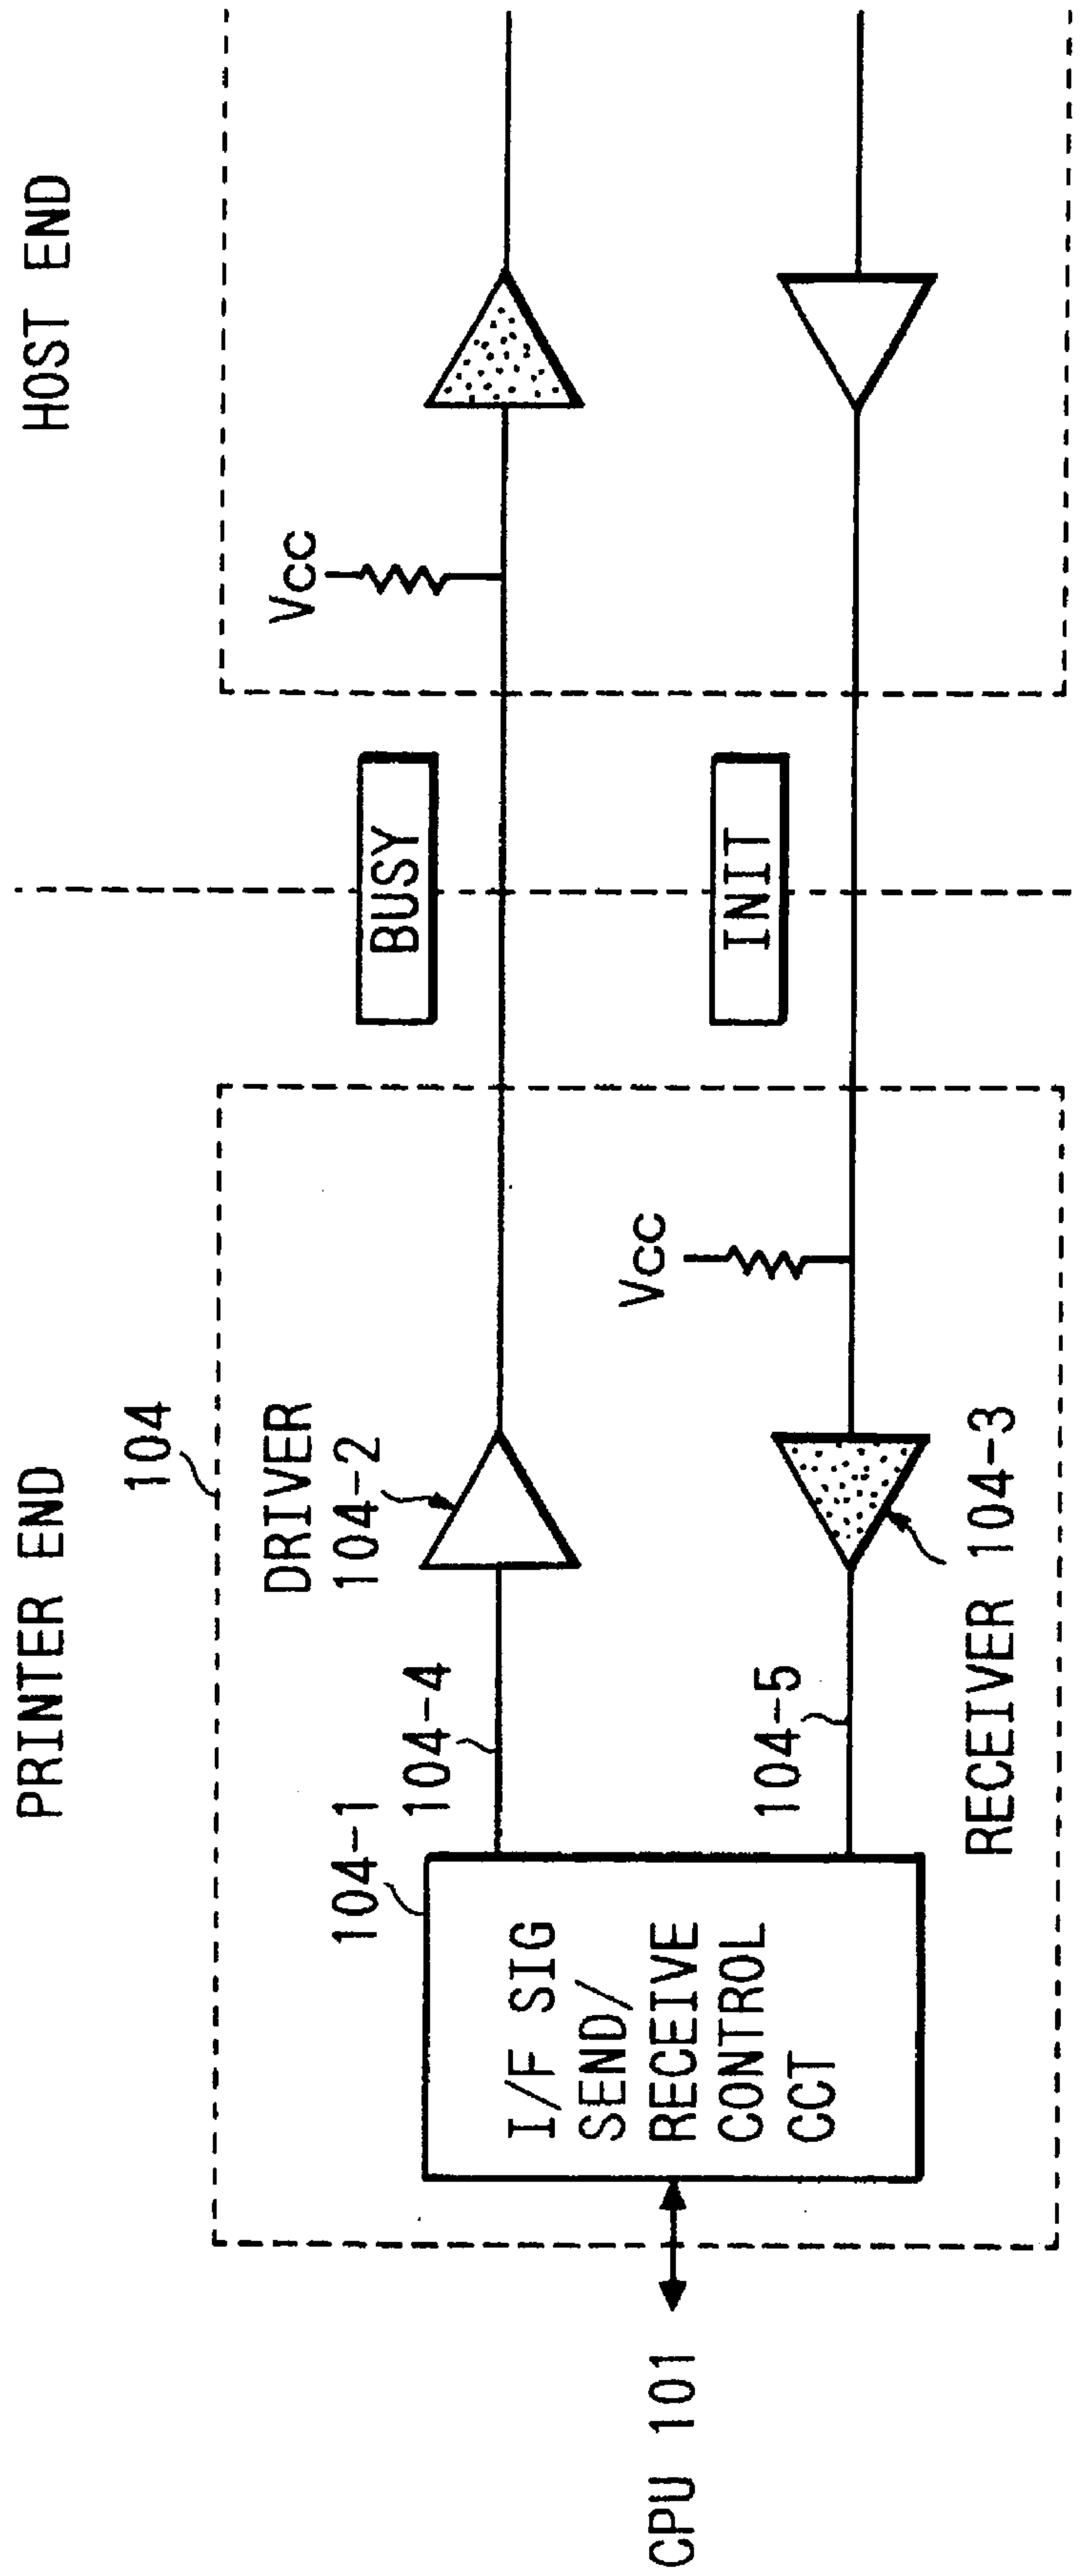 PRINTER END
HOST END
104
DRIVER
104-2
Vcc
BUSY
104-1
104-4
I/F SIG
SEND/
RECEIVE
CONTROL
CCT
CPU 101
Vcc
INIT
104-5
RECEIVER 104-3